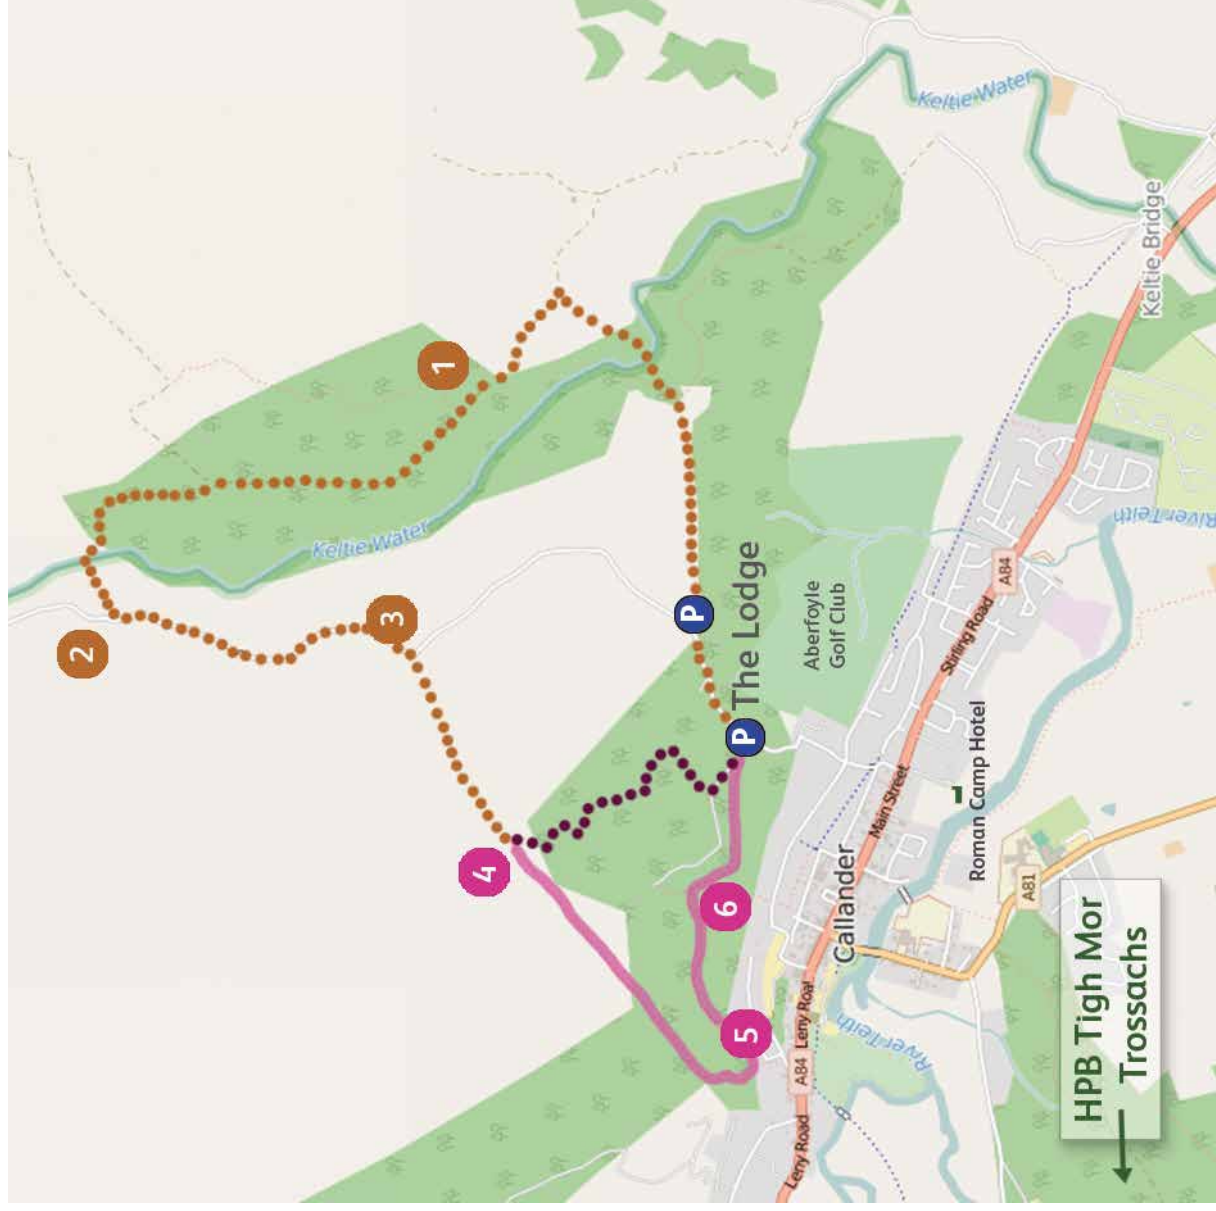 Keltie Water
1
2
Keltie Water
3
P
4
P
The Lodge
Aberfoyle
Golf Club
6
5
Keltie Bridge
River Teith
A84
Stirling Road
Main Street
Roman Camp Hotel
Callander
A81
A84
Leny Road
Leny Road
River Teith
HPB Tigh Mor
Trossachs